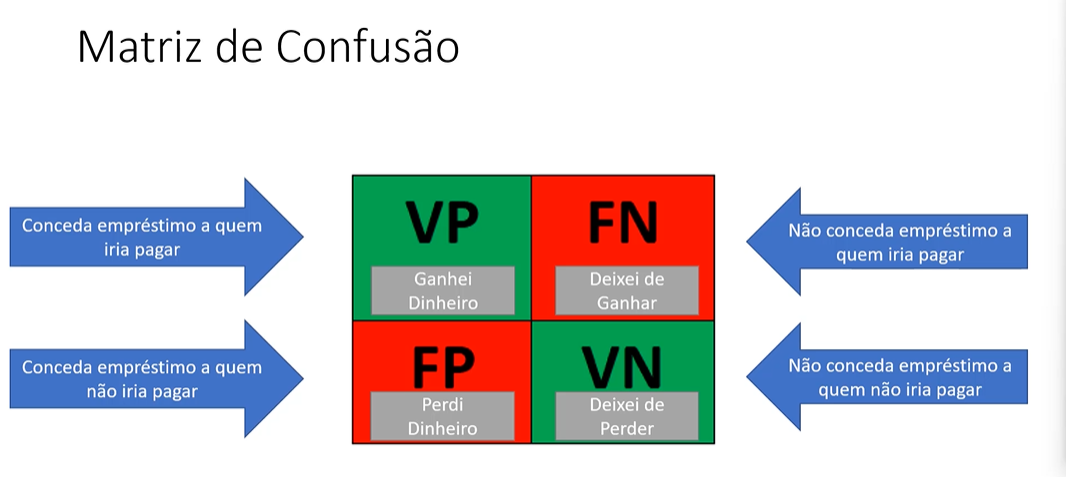 Matriz de Confusão
Conceda empréstimo a quem
iria pagar
VP
Ganhei
Dinheiro
FN
Deixei de
Ganhar
Não conceda empréstimo a
quem iria pagar
Conceda empréstimo a quem
não iria pagar
FP
Perdi
Dinheiro
VN
Deixei de
Perder
Não conceda empréstimo a
quem não iria pagar